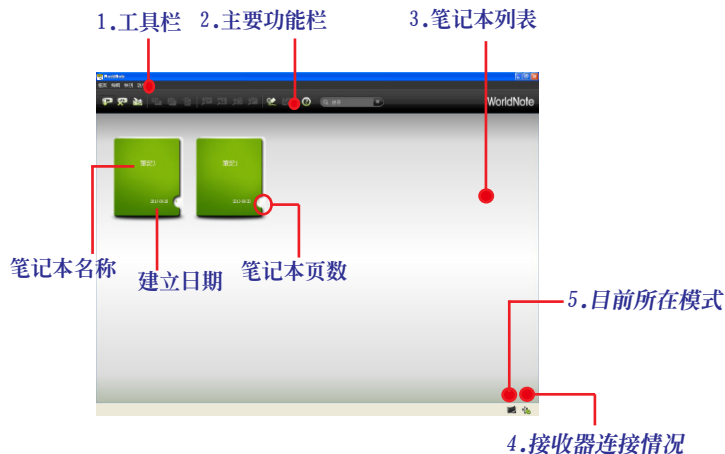 1.工具栏
2.主要功能栏
3.笔记本列表
WorldNote
WorldNote
笔记本名称
建立日期
笔记本页数
5.目前所在模式
4.接收器连接情况